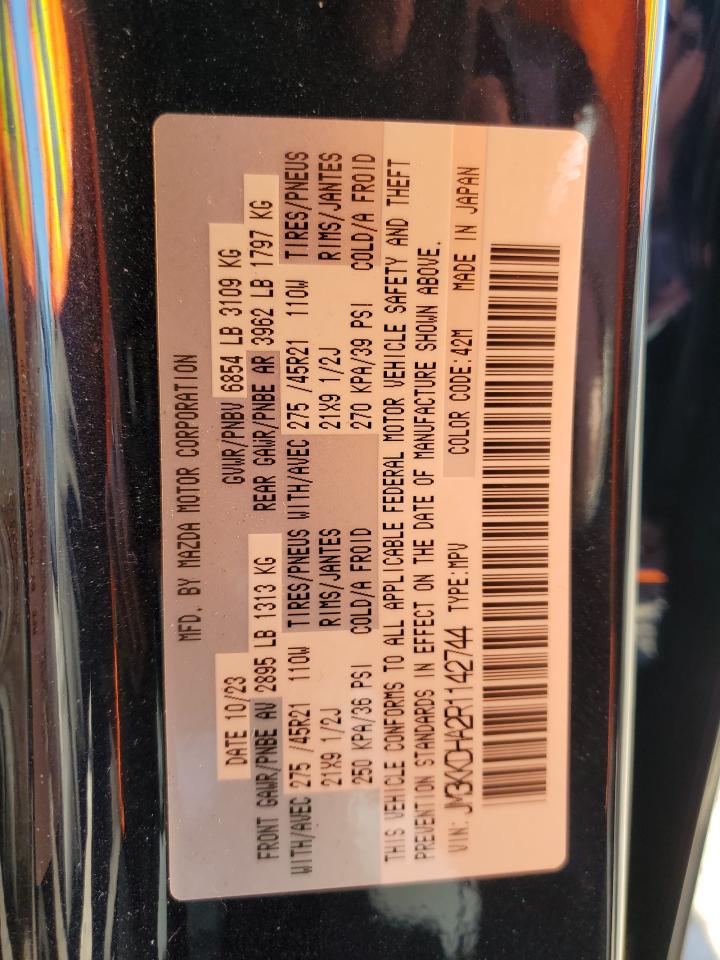 MFD. BY MAZDA MOTOR CORPORATION
DATE 10/23 GVWR/PNBV 6854 LB 3109 KG
FRONT GAWR/PNBE AV 2895 LB 1313 KG REAR GAWR/PNBE AR 3962 LB 1797 KG
WITH/AVEC 275 /45R21 110W TIRES/PNEUS WITH/AVEC 275 /45R21 110W TIRES/PNEUS
21X9 1/2J RIMS/JANTES 21X9 1/2J RIMS/JANTES
250 KPA/36 PSI COLD/A FROID 270 KPA/39 PSI COLD/A FROID
THIS VEHICLE CONFORMS TO ALL APPLICABLE FEDERAL MOTOR VEHICLE SAFETY AND THEFT
PREVENTION STANDARDS IN EFFECT ON THE DATE OF MANUFACTURE SHOWN ABOVE.
VIN: JM3KKDHA2R1142744 TYPE:MPV COLOR CODE:42M MADE IN JAPAN